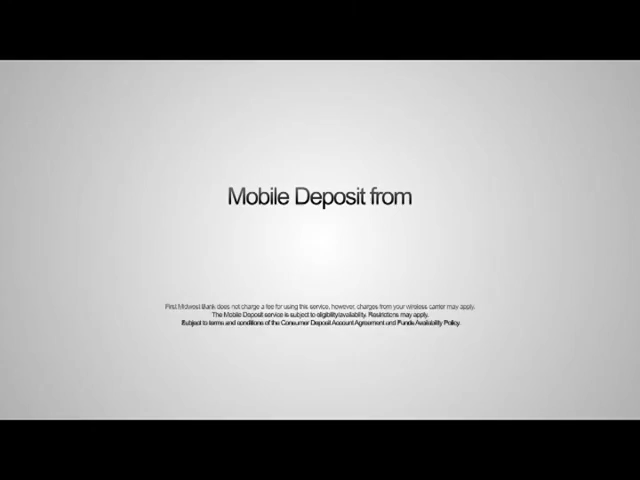 Mobile Deposit from
First Midwest Bank does not charge a fee for using this service, however, charges from your wireless carrier may apply.
The Mobile Deposit service is subject to eligibility/availability. Restrictions may apply.
Subject to terms and conditions of the Consumer Deposit Account Agreement and Funds Availability Policy.